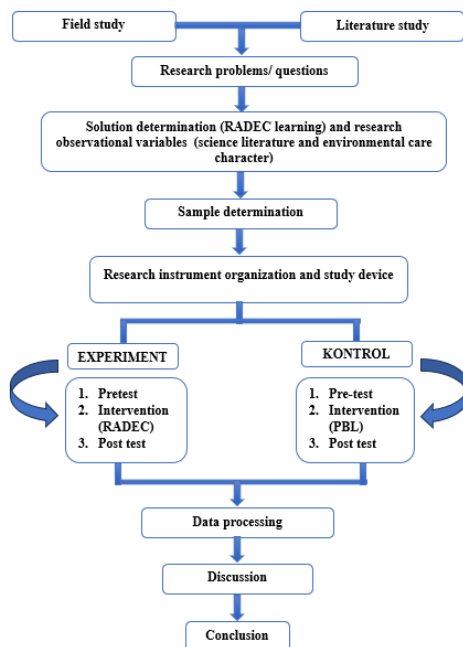 Field study
Literature study
Research problems/ questions
Solution determination (RADEC learning) and research
observational variables (science literature and environmental care
character)
Sample determination
Research instrument organization and study device
EXPERIMENT
1. Pretest
2. Intervention
(RADEC)
3. Post test
KONTROL
1. Pre-test
2. Intervention
(PBL)
3. Post test
Data processing
Discussion
Conclusion